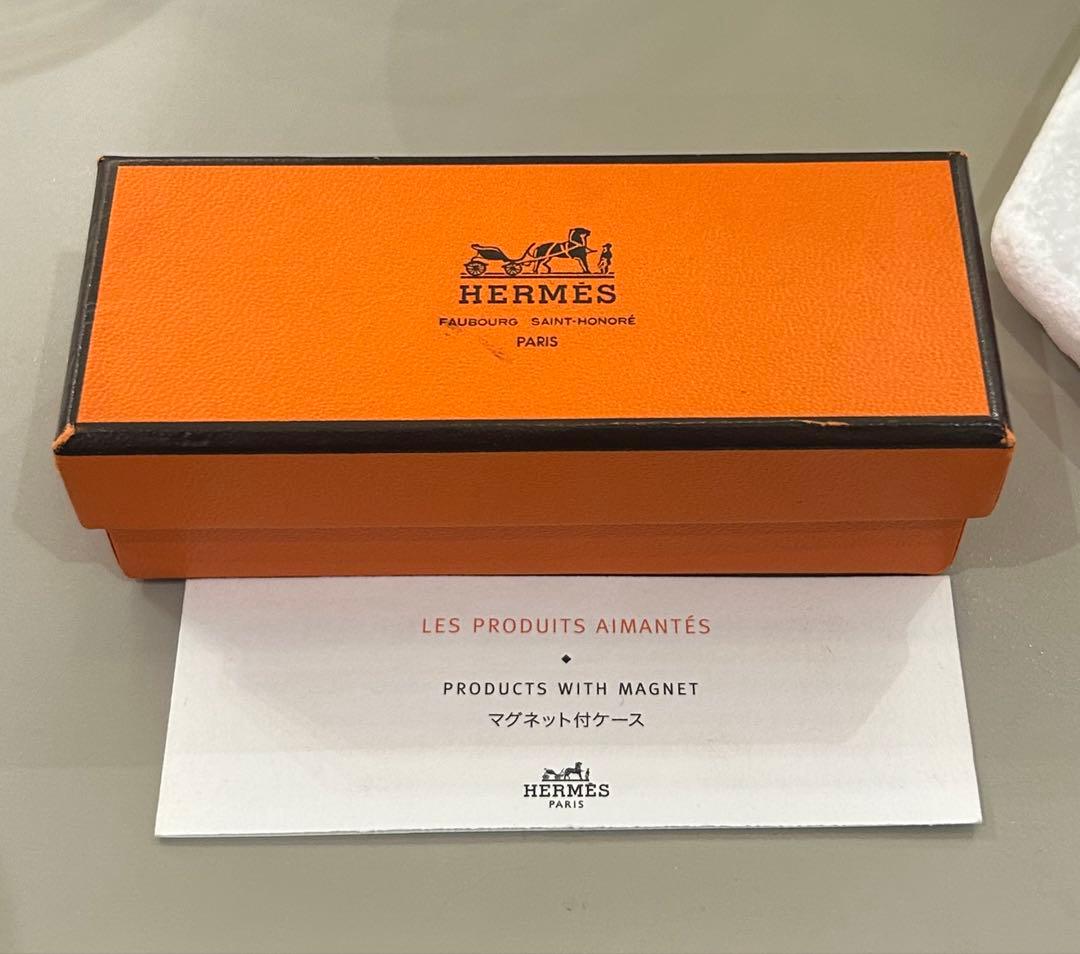 HERMÈS
FAUBOURG SAINT-HONORÉ
PARIS
LES PRODUITS AIMANTÉS
PRODUCTS WITH MAGNET
マグネット付ケース
HERMÈS
PARIS